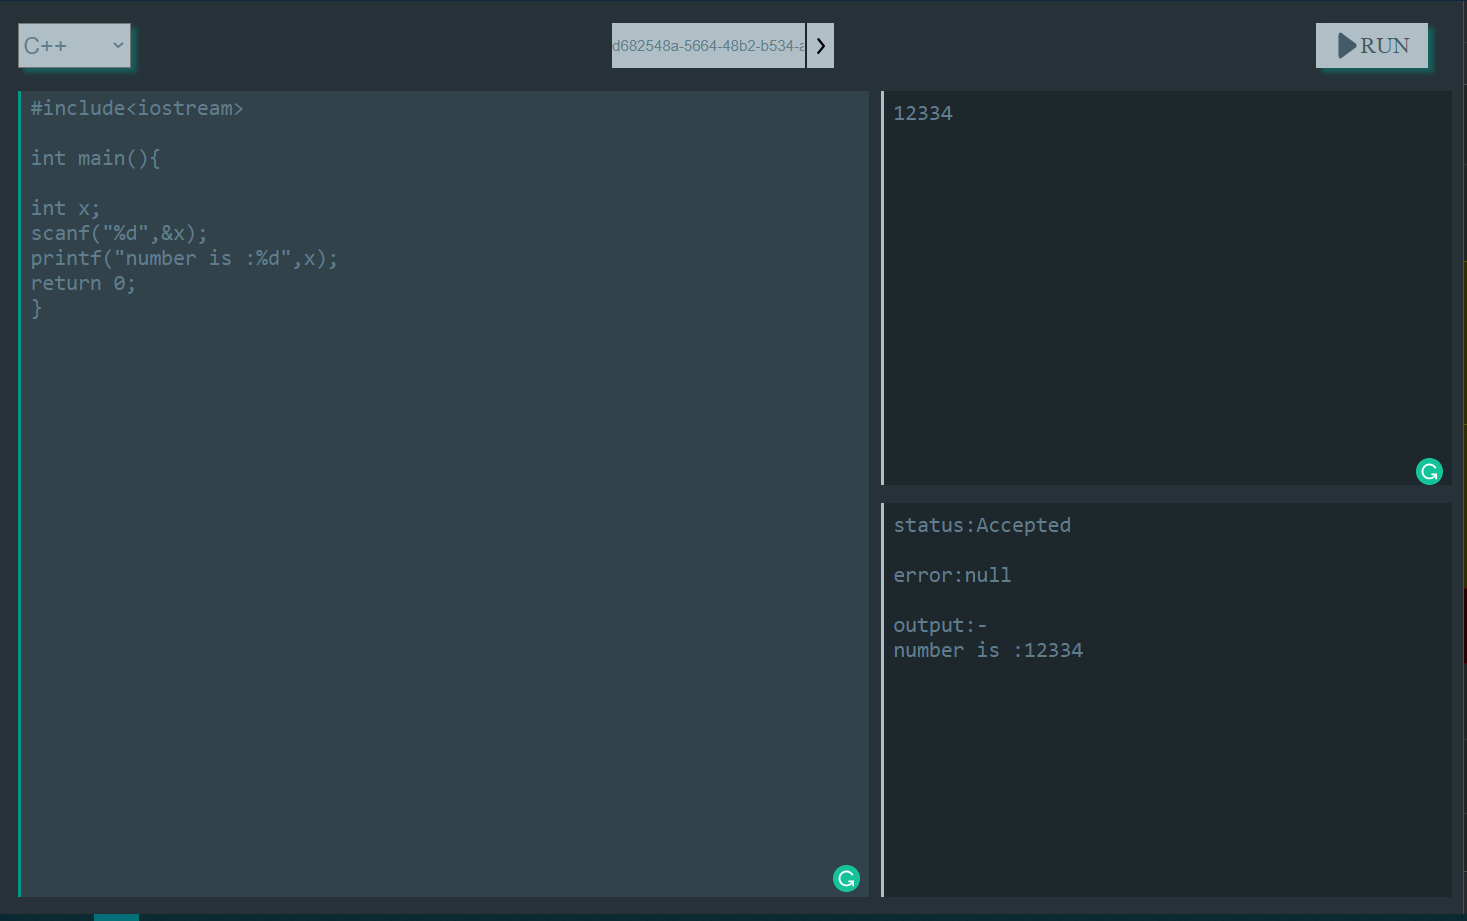 C++
d682548a-5664-48b2-b534-
RUN
#include<iostream>
int main(){
int x;
scanf("%d",&x);
printf("number is :%d",x);
return 0;
}
12334
status:Accepted
error:null
output:-
number is :12334